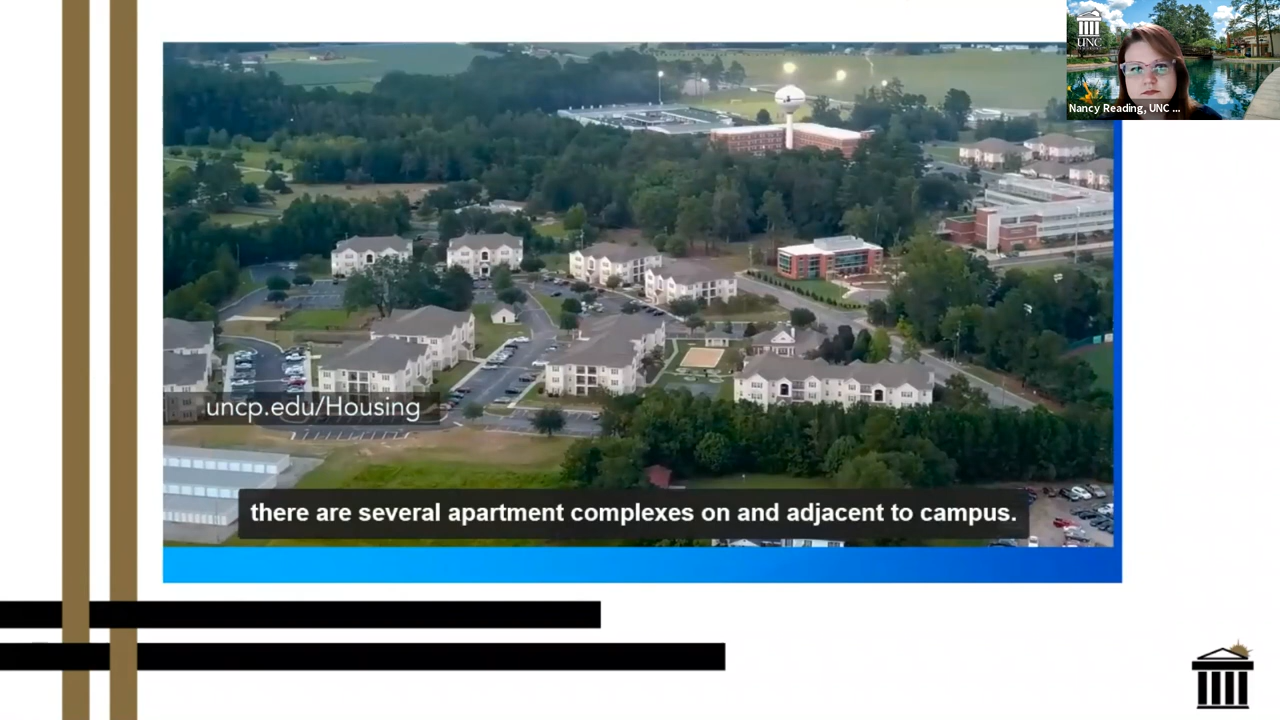 UNC
Nancy Reading, UNC ...
uncp.edu/Housing
there are several apartment complexes on and adjacent to campus.